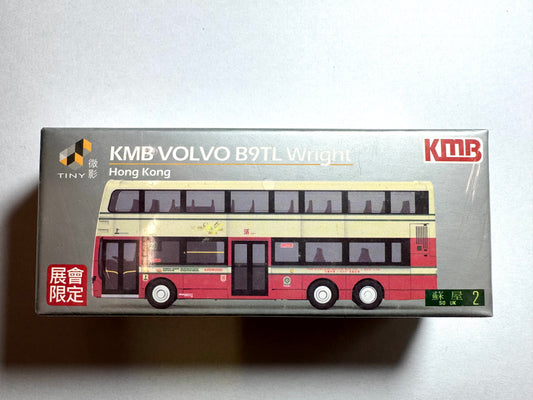 TINY
微影
KMB VOLVO B9TL Wright
Hong Kong
KMB
展會
限定
蘇屋 2
SO UK